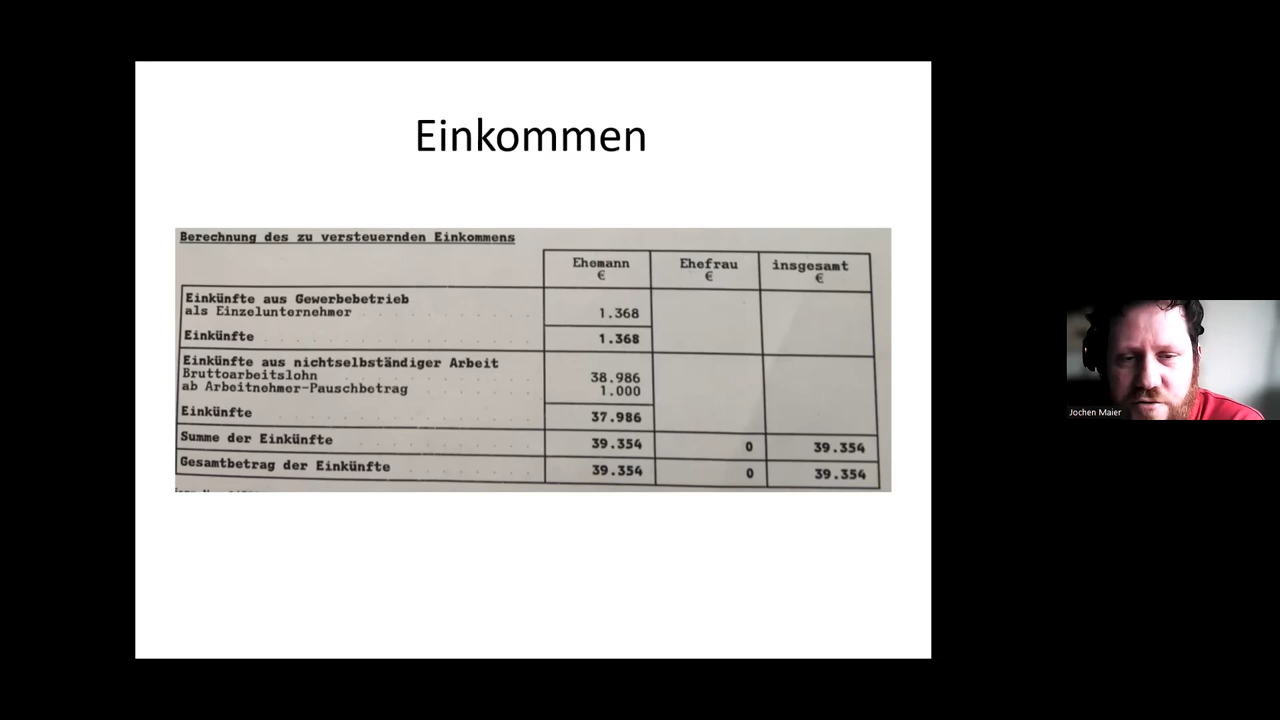 Einkommen
Berechnung des zu versteuernden Einkommens
Ehemann Ehefrau insgesamt
€ € €
Einkünfte aus Gewerbebetrieb
als Einzelunternehmer 1.368
Einkünfte 1.368
Einkünfte aus nichtselbständiger Arbeit
Bruttoarbeitslohn 38.986
ab Arbeitnehmer-Pauschbetrag 1.000
Einkünfte 37.986
Summe der Einkünfte 39.354 0 39.354
Gesamtbetrag der Einkünfte 39.354 0 39.354
Jochen Maier